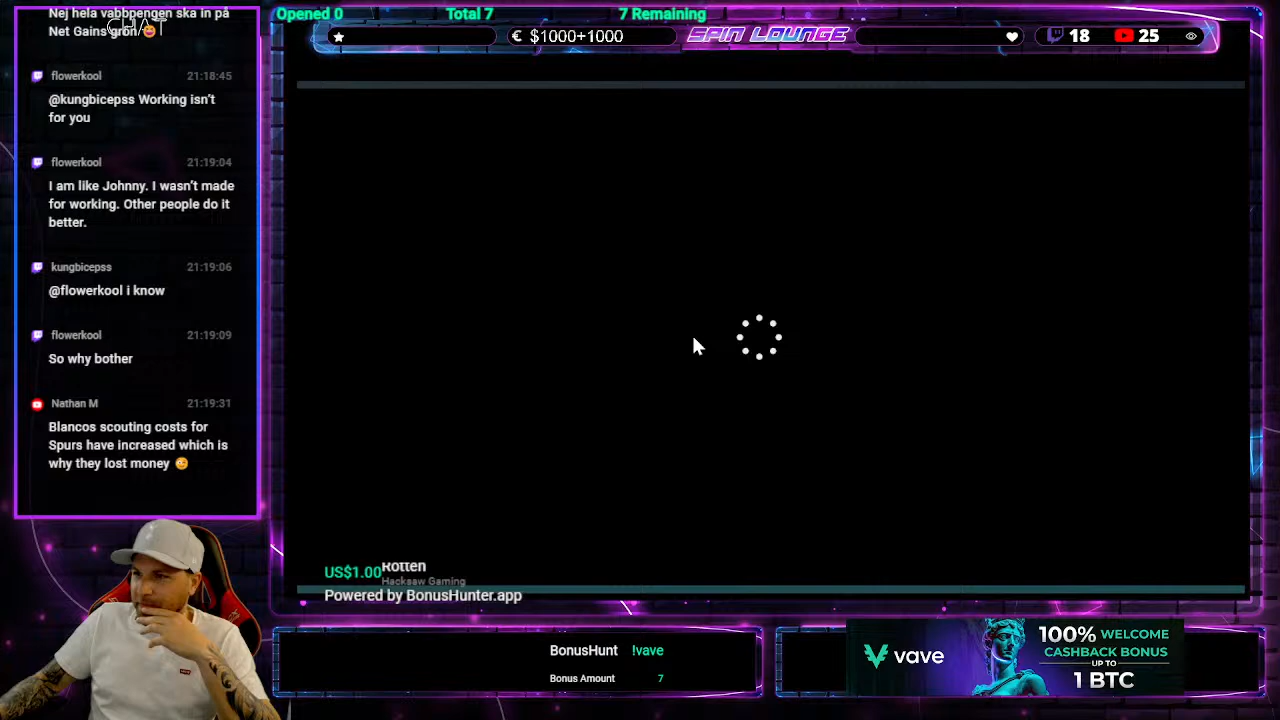 Nej hela vabbpengen ska in på
Net Gains grön 😝
CHAT
flowerkool 21:18:45
@kungbicepss Working isn't
for you
flowerkool 21:19:04
I am like Johnny. I wasn't made
for working. Other people do it
better.
kungbicepss 21:19:06
@flowerkool i know
flowerkool 21:19:09
So why bother
Nathan M 21:19:31
Blancos scouting costs for
Spurs have increased which is
why they lost money 😉
Opened 0 Total 7 7 Remaining
€ $1000+1000 SPIN LOUNGE 18 25
US$1.00 Rotten
Hacksaw Gaming
Powered by BonusHunter.app
BonusHunt !vave
Bonus Amount 7
vave
100% WELCOME
CASHBACK BONUS
UP TO
1 BTC